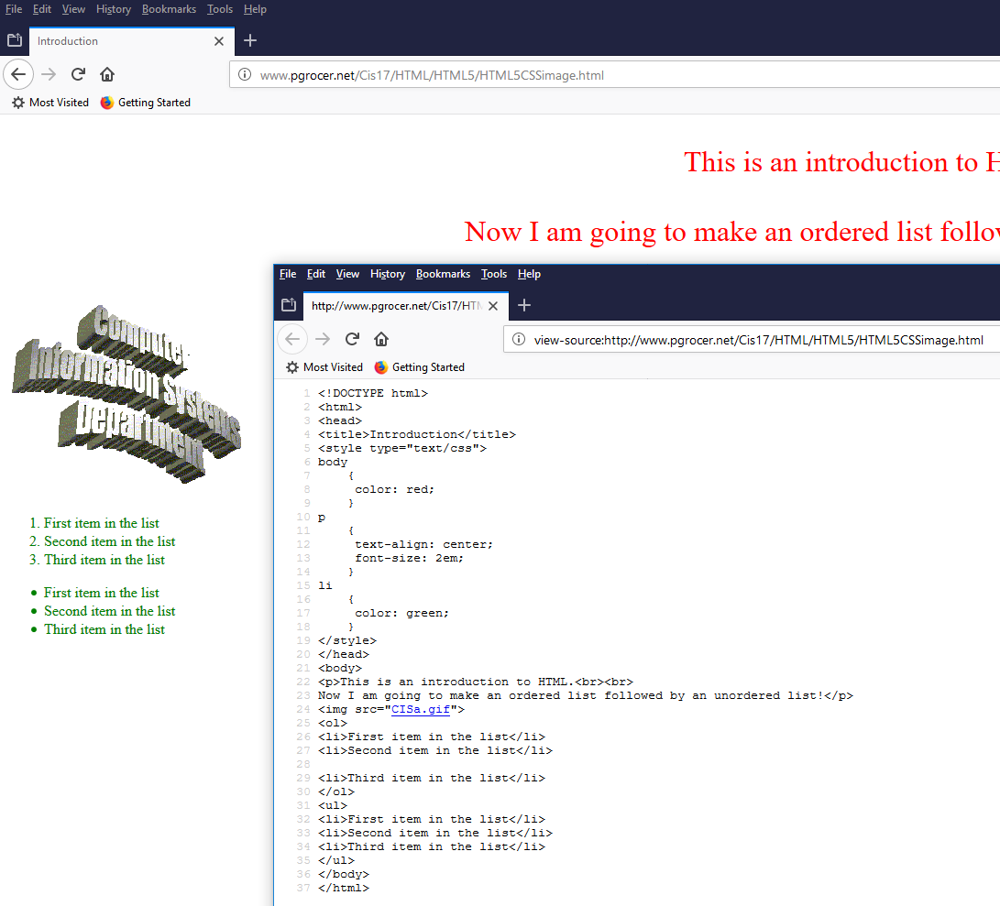 File Edit View History Bookmarks Tools Help
Introduction
www.pgrocer.net/Cis17/HTML/HTML5/HTML5CSSimage.html
Most Visited Getting Started
This is an introduction to H
Now I am going to make an ordered list follow
File Edit View History Bookmarks Tools Help
http://www.pgrocer.net/Cis17/HTM
view-source:http://www.pgrocer.net/Cis17/HTML/HTML5/HTML5CSSimage.html
Most Visited Getting Started
Computer
Information Systems
Department
1. First item in the list
2. Second item in the list
3. Third item in the list
• First item in the list
• Second item in the list
• Third item in the list
1 <!DOCTYPE html>
2 <html>
3 <head>
4 <title>Introduction</title>
5 <style type="text/css">
6 body
7 {
8 color: red;
9 }
10 p
11 {
12 text-align: center;
13 font-size: 2em;
14 }
15 li
16 {
17 color: green;
18 }
19 </style>
20 </head>
21 <body>
22 <p>This is an introduction to HTML.<br><br>
23 Now I am going to make an ordered list followed by an unordered list!</p>
24 <img src="CISa.gif">
25 <ol>
26 <li>First item in the list</li>
27 <li>Second item in the list</li>
28
29 <li>Third item in the list</li>
30 </ol>
31 <ul>
32 <li>First item in the list</li>
33 <li>Second item in the list</li>
34 <li>Third item in the list</li>
35 </ul>
36 </body>
37 </html>